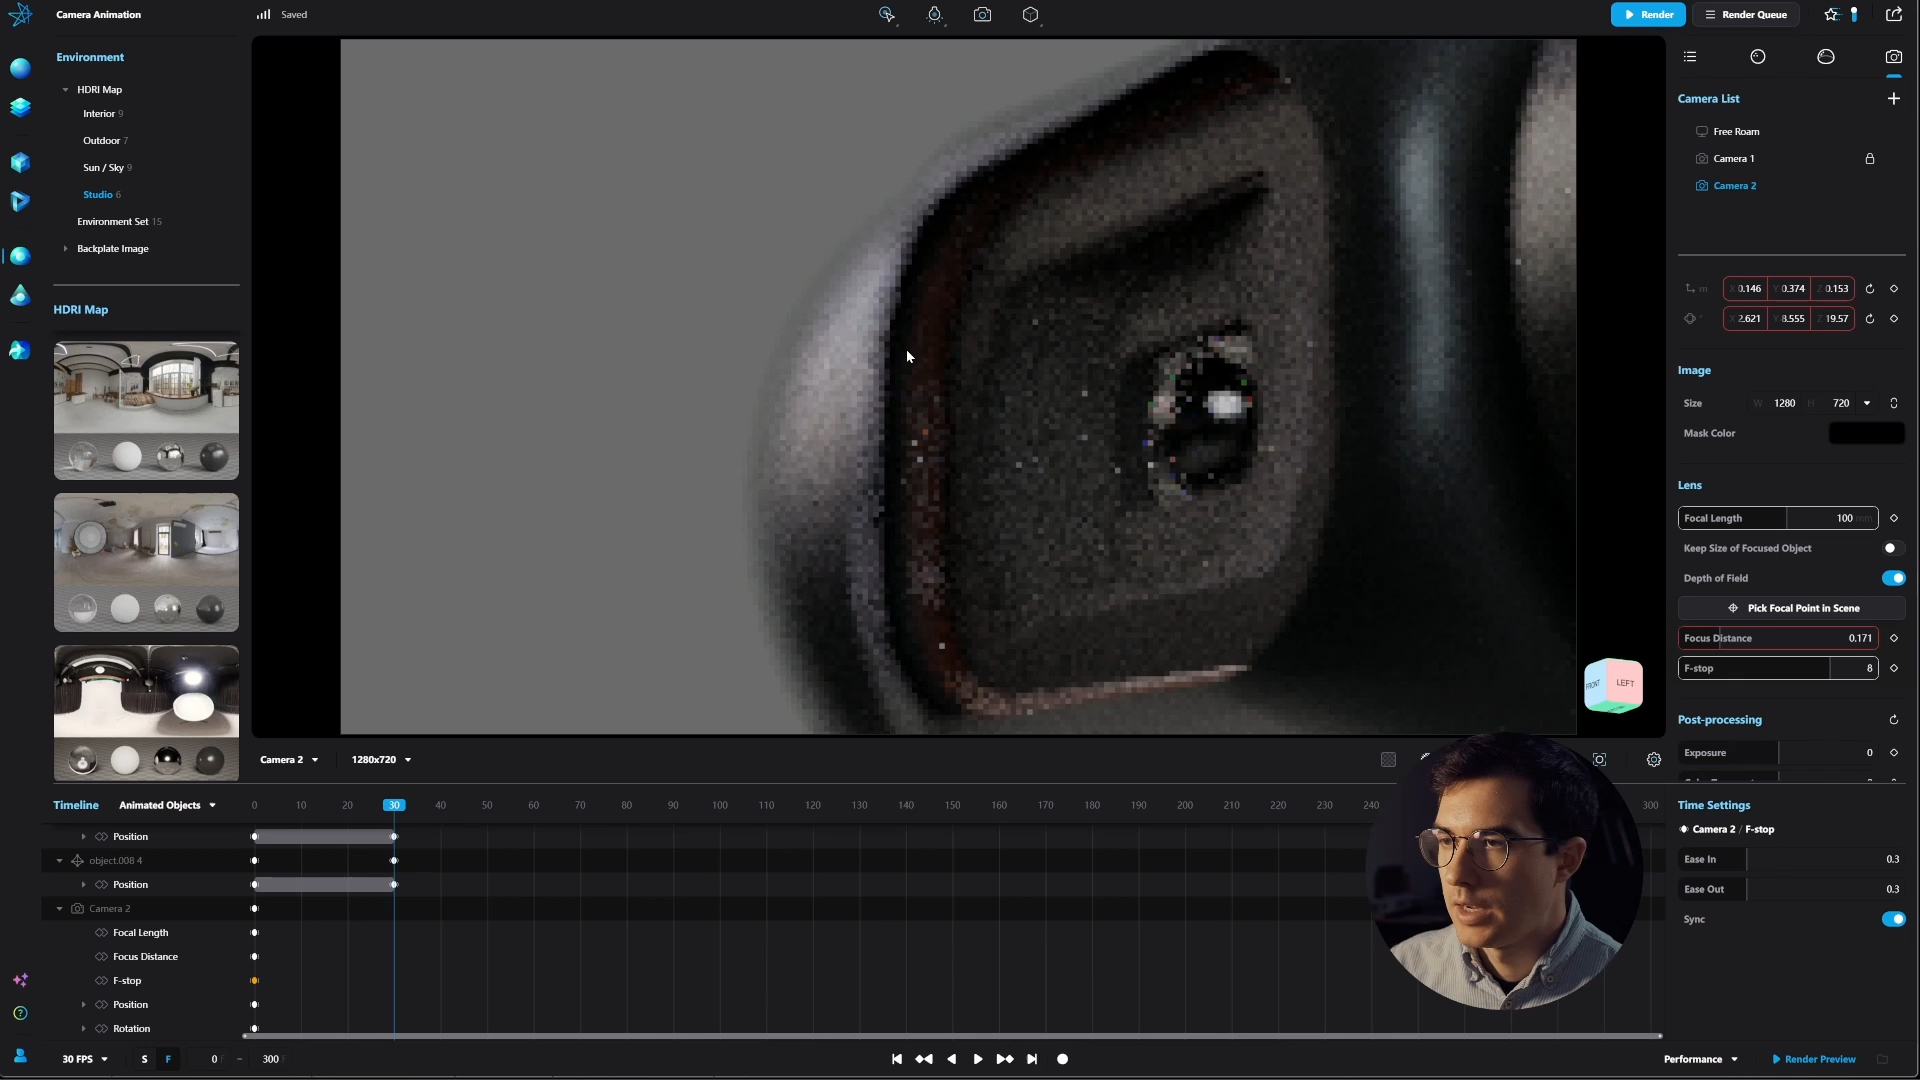 Camera Animation
Saved
Render
Render Queue
Environment
HDRI Map
Interior 9
Outdoor 7
Sun / Sky 9
Studio 6
Environment Set 15
Backplate Image
HDRI Map
Camera List
Free Roam
Camera 1
Camera 2
m X 0.146 Y 0.374 Z 0.153
° X 2.621 Y 8.555 Z 19.57
Image
Size W 1280 H 720
Mask Color
Lens
Focal Length 100 mm
Keep Size of Focused Object
Depth of Field
Pick Focal Point in Scene
Focus Distance 0.171
F-stop 8
Post-processing
Exposure 0
FRONT LEFT
Camera 2 1280x720
Timeline Animated Objects 0 10 20 30 40 50 60 70 80 90 100 110 120 130 140 150 160 170 180 190 200 210 220 230 240 300
Position
object.008 4
Position
Camera 2
Focal Length
Focus Distance
F-stop
Position
Rotation
Time Settings
Camera 2 / F-stop
Ease In 0.3
Ease Out 0.3
Sync
30 FPS S F 0 F - 300 F
Performance Render Preview